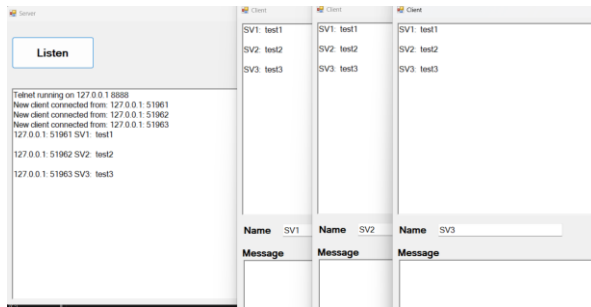 Server
Listen
Telnet running on 127.0.0.1 8888
New client connected from: 127.0.0.1: 51961
New client connected from: 127.0.0.1: 51962
New client connected from: 127.0.0.1: 51963
127.0.0.1: 51961 SV1: test1
127.0.0.1: 51962 SV2: test2
127.0.0.1: 51963 SV3: test3
Client
SV1: test1
SV2: test2
SV3: test3
Name SV1
Message
Client
SV1: test1
SV2: test2
SV3: test3
Name SV2
Message
Client
SV1: test1
SV2: test2
SV3: test3
Name SV3
Message